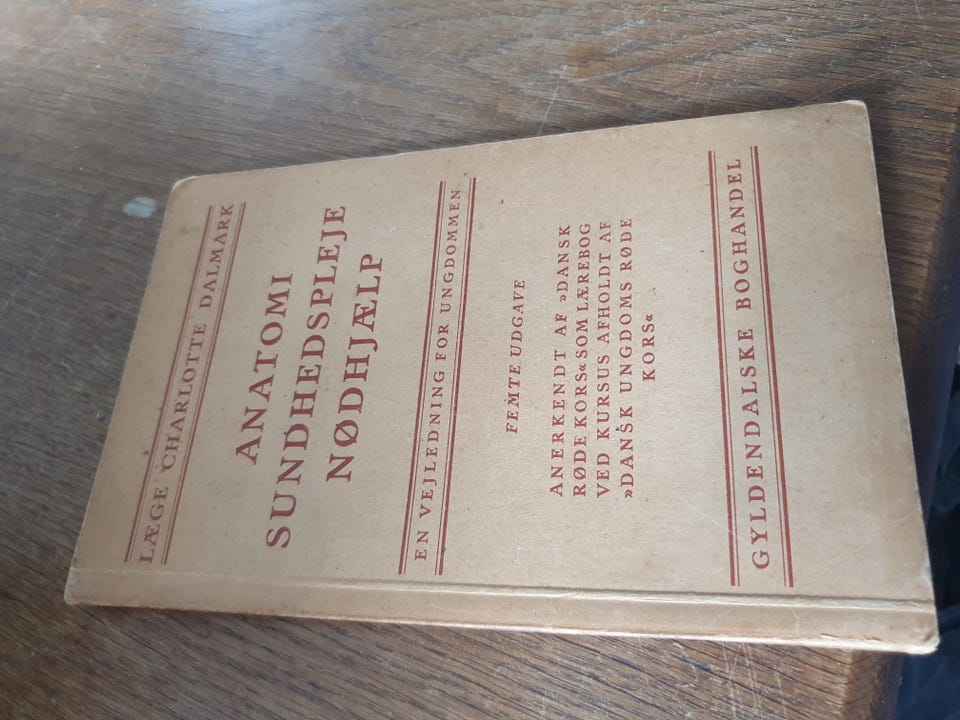 LÆGE CHARLOTTE DALMARK
ANATOMI
SUNDHEDSPLEJE
NØDHJÆLP
EN VEJLEDNING FOR UNGDOMMEN
FEMTE UDGAVE
ANERKENDT AF »DANSK
RØDE KORS« SOM LÆREBOG
VED KURSUS AFHOLDT AF
»DANSK UNGDOMS RØDE
KORS«
GYLDENDALSKE BOGHANDEL